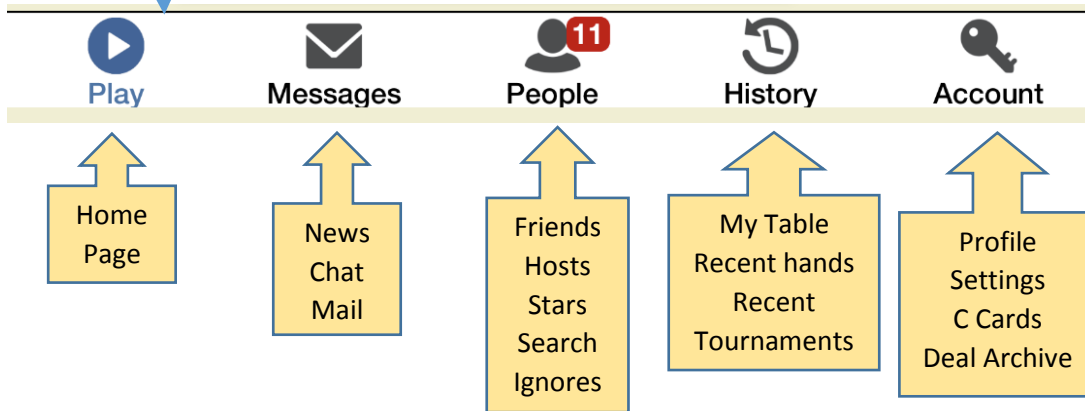 11
Play Messages People History Account
Home
Page
News
Chat
Mail
Friends
Hosts
Stars
Search
Ignores
My Table
Recent hands
Recent
Tournaments
Profile
Settings
C Cards
Deal Archive